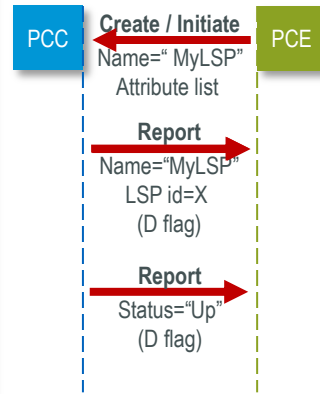 PCC
Create / Initiate
PCE
Name=“ MyLSP”
Attribute list
Report
Name=“MyLSP”
LSP id=X
(D flag)
Report
Status=“Up”
(D flag)